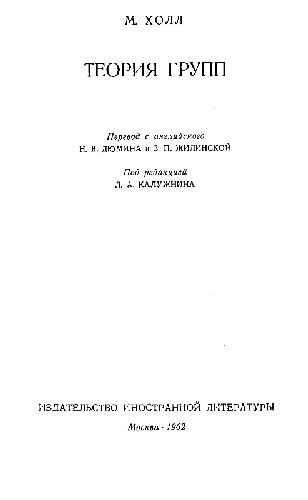 М. ХОЛЛ
ТЕОРИЯ ГРУПП
Перевод с английского
Н. В. ДЮМИНА и З. П. ЖИЛИНСКОЙ
Под редакцией
Л. А. КАЛУЖНИНА
ИЗДАТЕЛЬСТВО ИНОСТРАННОЙ ЛИТЕРАТУРЫ
Москва · 1962